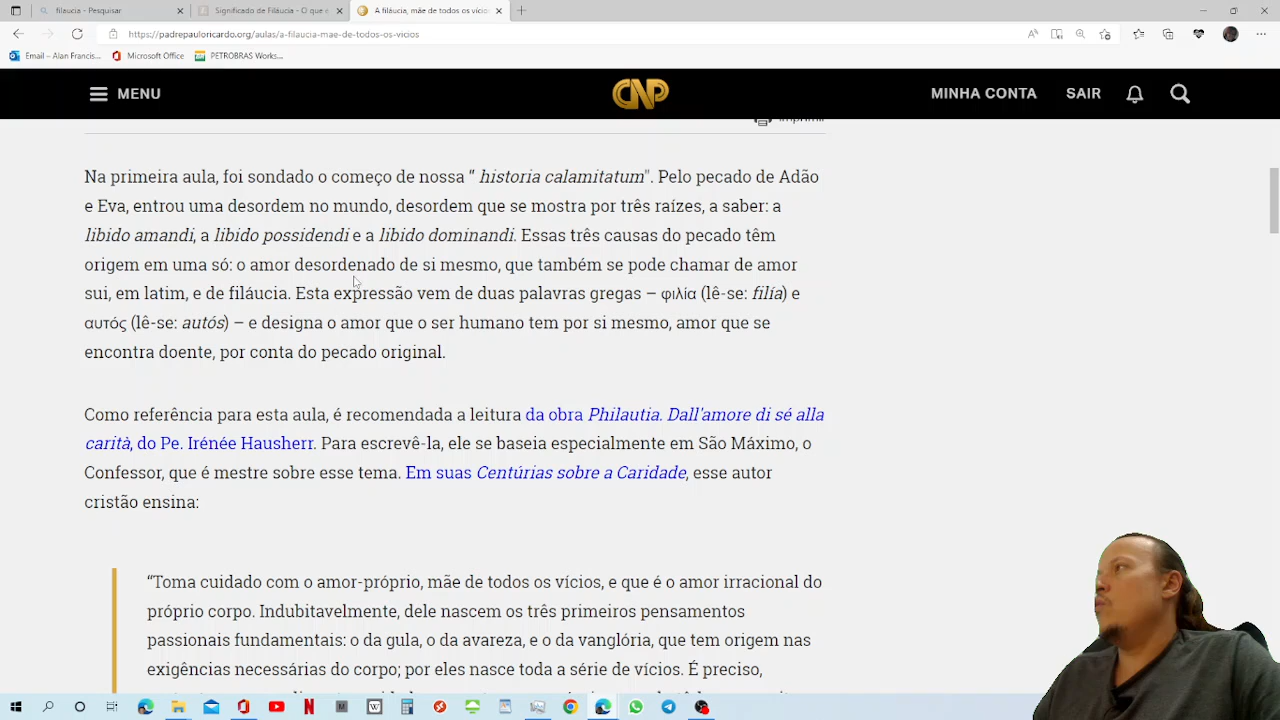 filaucia - Pesquisar
Significado de Filáucia - O que é
A filáucia, mãe de todos os vícios
https://padrepauloricardo.org/aulas/a-filaucia-mae-de-todos-os-vicios
Email – Alan Francis...
Microsoft Office
PETROBRAS Works...
MENU
CNP
MINHA CONTA
SAIR
Imprimir
Na primeira aula, foi sondado o começo de nossa “ historia calamitatum". Pelo pecado de Adão
e Eva, entrou uma desordem no mundo, desordem que se mostra por três raízes, a saber: a
libido amandi, a libido possidendi e a libido dominandi. Essas três causas do pecado têm
origem em uma só: o amor desordenado de si mesmo, que também se pode chamar de amor
sui, em latim, e de filáucia. Esta expressão vem de duas palavras gregas – φιλία (lê-se: filía) e
αυτός (lê-se: autós) – e designa o amor que o ser humano tem por si mesmo, amor que se
encontra doente, por conta do pecado original.
Como referência para esta aula, é recomendada a leitura da obra Philautia. Dall'amore di sé alla
carità, do Pe. Irénée Hausherr. Para escrevê-la, ele se baseia especialmente em São Máximo, o
Confessor, que é mestre sobre esse tema. Em suas Centúrias sobre a Caridade, esse autor
cristão ensina:
“Toma cuidado com o amor-próprio, mãe de todos os vícios, e que é o amor irracional do
próprio corpo. Indubitavelmente, dele nascem os três primeiros pensamentos
passionais fundamentais: o da gula, o da avareza, e o da vanglória, que tem origem nas
exigências necessárias do corpo; por eles nasce toda a série de vícios. É preciso,